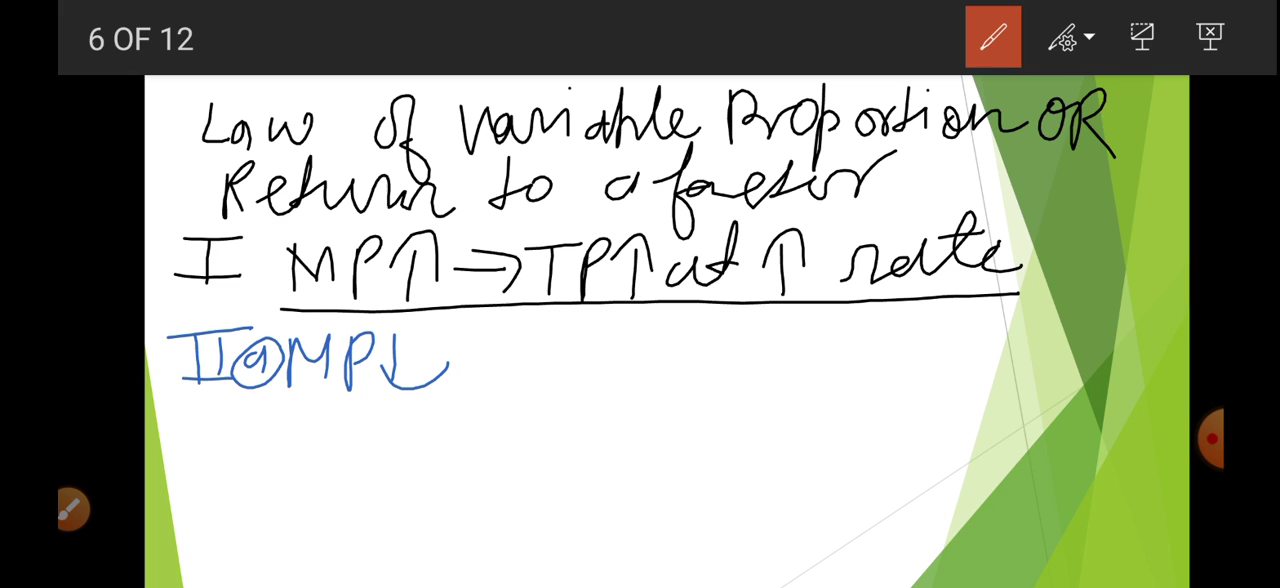 6 OF 12
Law of Variable Proportion OR
Return to a factor
I MP↑ → TP↑ at ↑ rate
II ⓐ MP↓